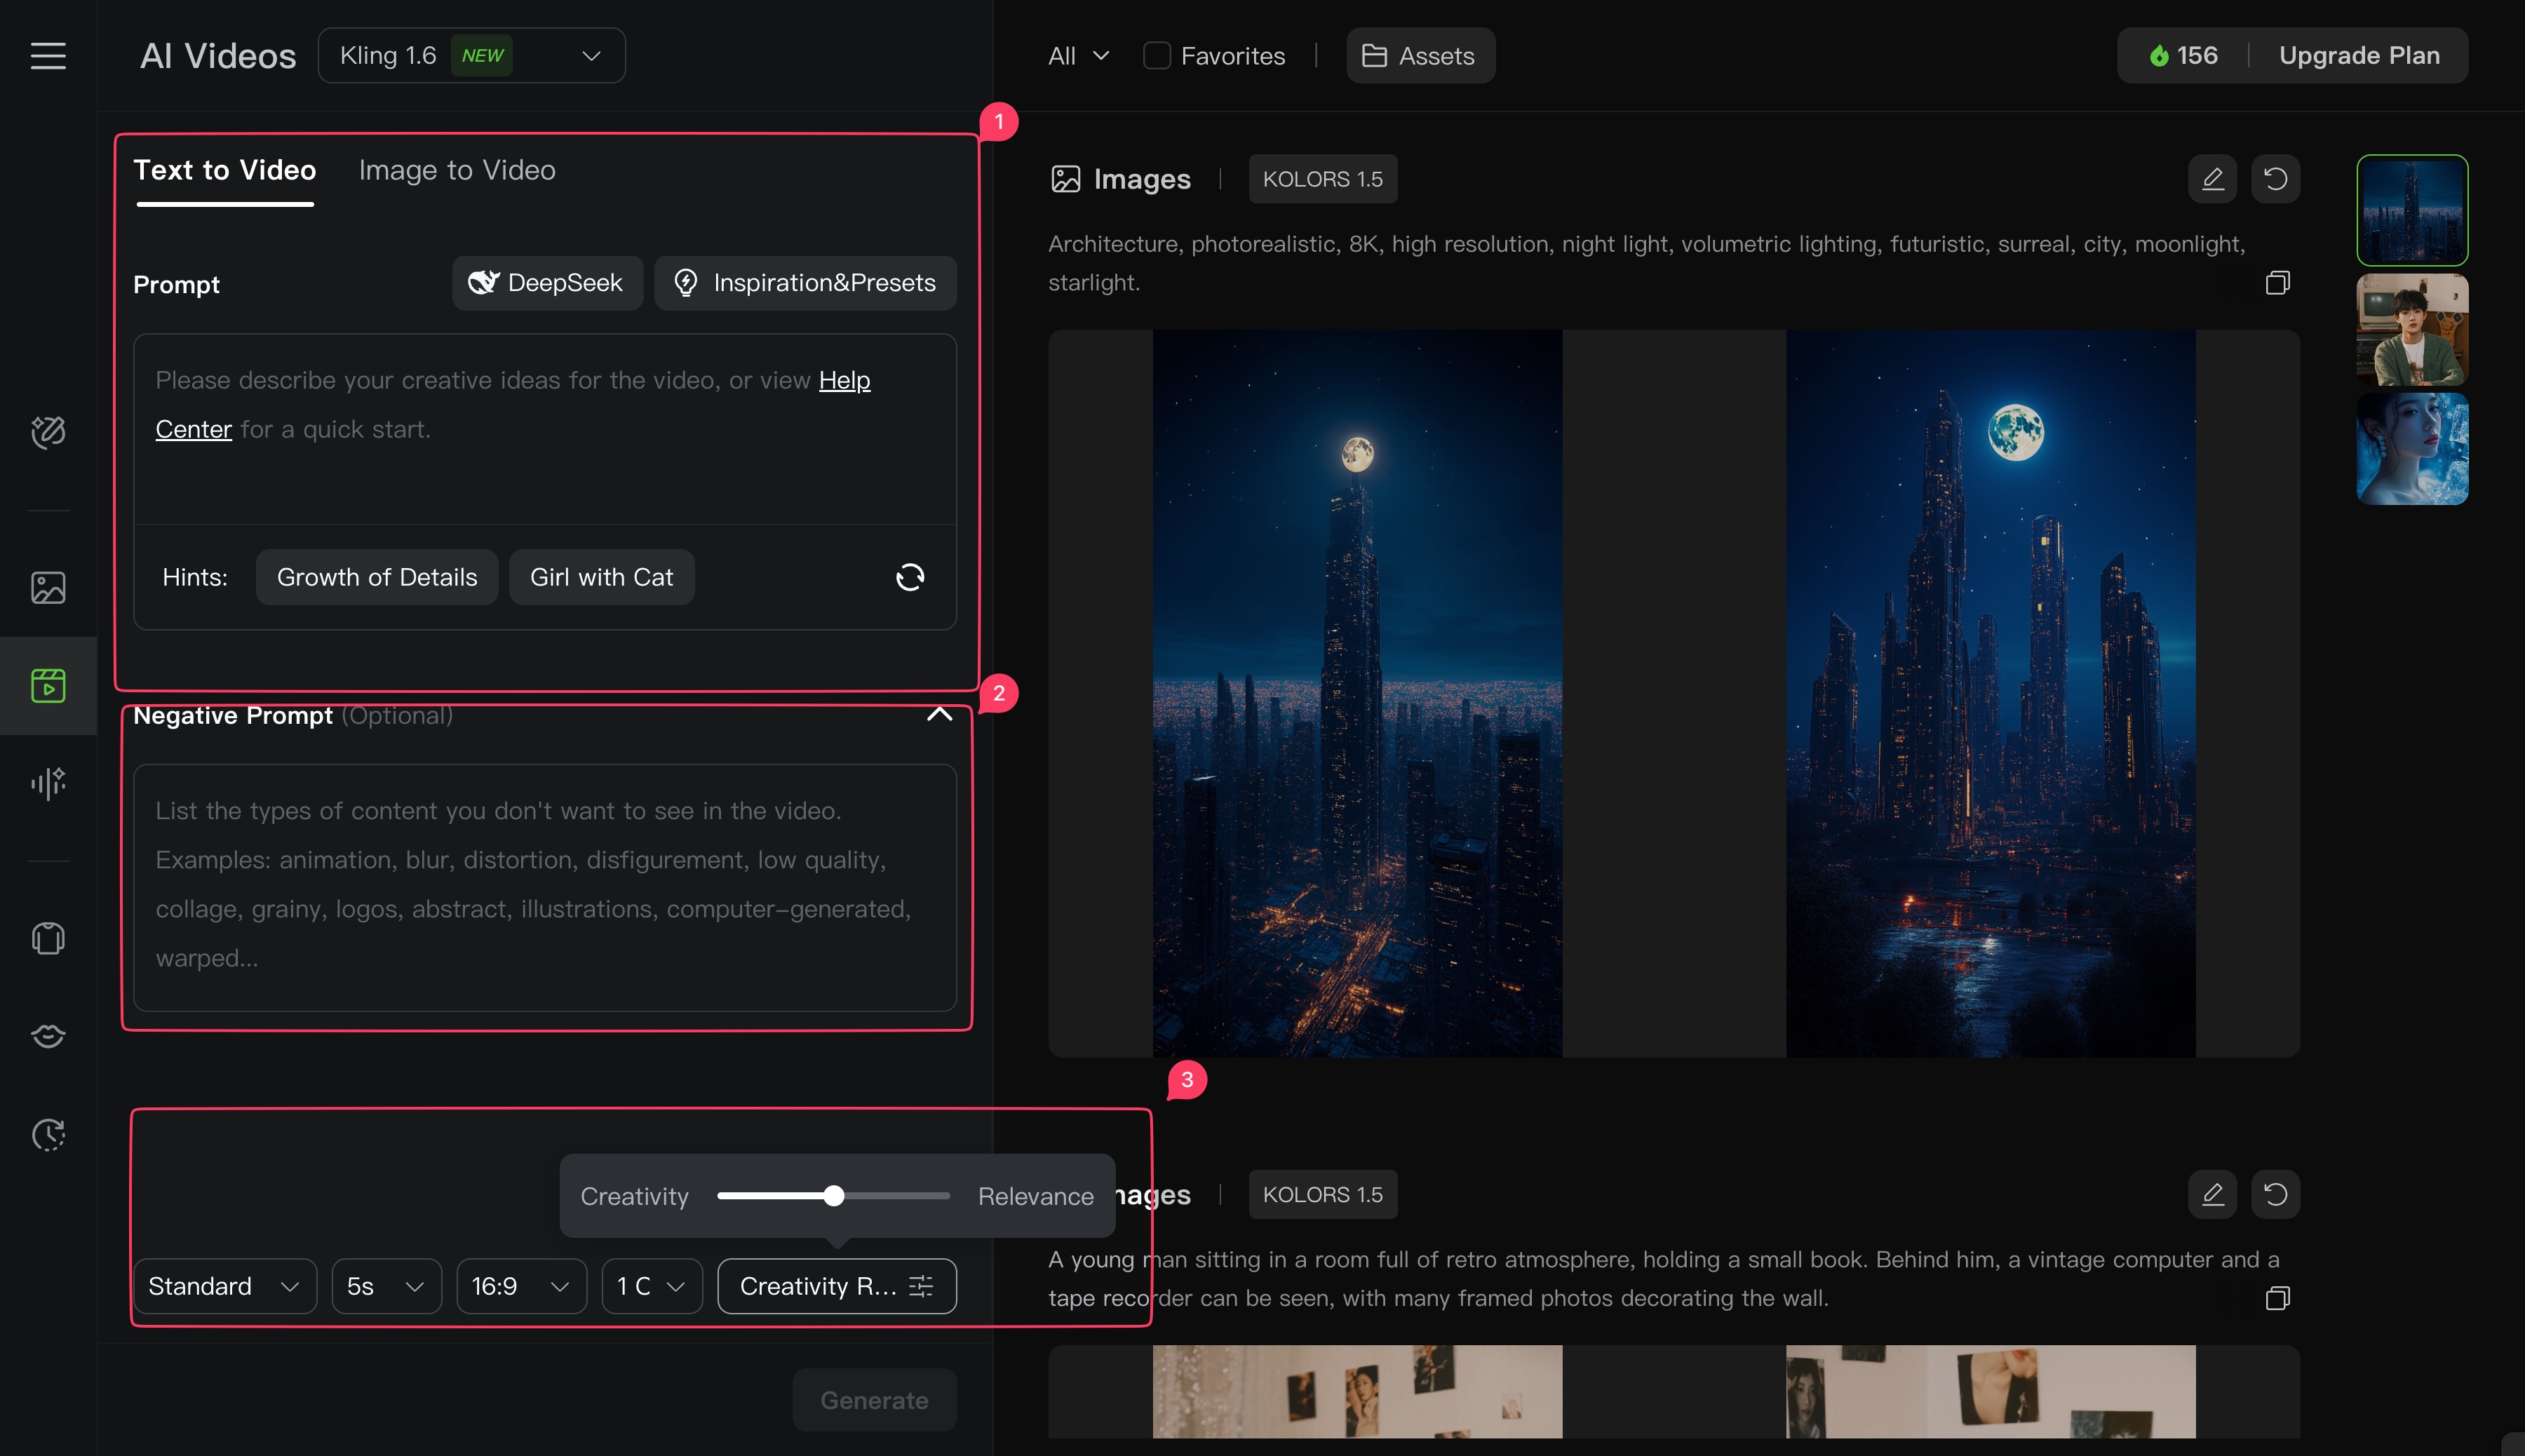 AI Videos
Kling 1.6 NEW
All
Favorites
Assets
156
Upgrade Plan
1
Text to Video
Image to Video
Prompt
DeepSeek
Inspiration&Presets
Please describe your creative ideas for the video, or view Help
Center for a quick start.
Hints:
Growth of Details
Girl with Cat
2
Negative Prompt (Optional)
List the types of content you don't want to see in the video.
Examples: animation, blur, distortion, disfigurement, low quality,
collage, grainy, logos, abstract, illustrations, computer-generated,
warped...
3
Creativity
Relevance
Standard
5s
16:9
1 C
Creativity R...
Generate
Images
KOLORS 1.5
Architecture, photorealistic, 8K, high resolution, night light, volumetric lighting, futuristic, surreal, city, moonlight,
starlight.
ages
KOLORS 1.5
A young man sitting in a room full of retro atmosphere, holding a small book. Behind him, a vintage computer and a
tape recorder can be seen, with many framed photos decorating the wall.